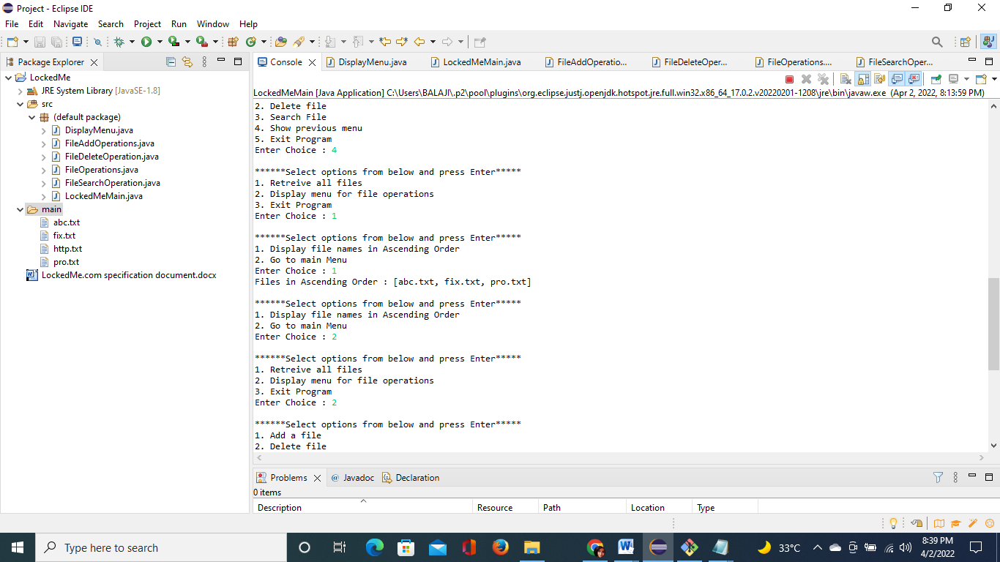 Project - Eclipse IDE
File Edit Navigate Search Project Run Window Help
Package Explorer
LockedMe
JRE System Library [JavaSE-1.8]
src
(default package)
DisplayMenu.java
FileAddOperations.java
FileDeleteOperation.java
FileOperations.java
FileSearchOperation.java
LockedMeMain.java
main
abc.txt
fix.txt
http.txt
pro.txt
LockedMe.com specification document.docx
Console DisplayMenu.java LockedMeMain.java FileAddOperatio... FileDeleteOper... FileOperations.... FileSearchOper...
LockedMeMain [Java Application] C:\Users\BALAJI\.p2\pool\plugins\org.eclipse.justj.openjdk.hotspot.jre.full.win32.x86_64_17.0.2.v20220201-1208\jre\bin\javaw.exe (Apr 2, 2022, 8:13:59 PM)
2. Delete file
3. Search File
4. Show previous menu
5. Exit Program
Enter Choice : 4
******Select options from below and press Enter*****
1. Retreive all files
2. Display menu for file operations
3. Exit Program
Enter Choice : 1
******Select options from below and press Enter*****
1. Display file names in Ascending Order
2. Go to main Menu
Enter Choice : 1
Files in Ascending Order : [abc.txt, fix.txt, pro.txt]
******Select options from below and press Enter*****
1. Display file names in Ascending Order
2. Go to main Menu
Enter Choice : 2
******Select options from below and press Enter*****
1. Retreive all files
2. Display menu for file operations
3. Exit Program
Enter Choice : 2
******Select options from below and press Enter*****
1. Add a file
2. Delete file
Problems @ Javadoc Declaration
0 items
Description Resource Path Location Type
Type here to search
33°C
8:39 PM
4/2/2022